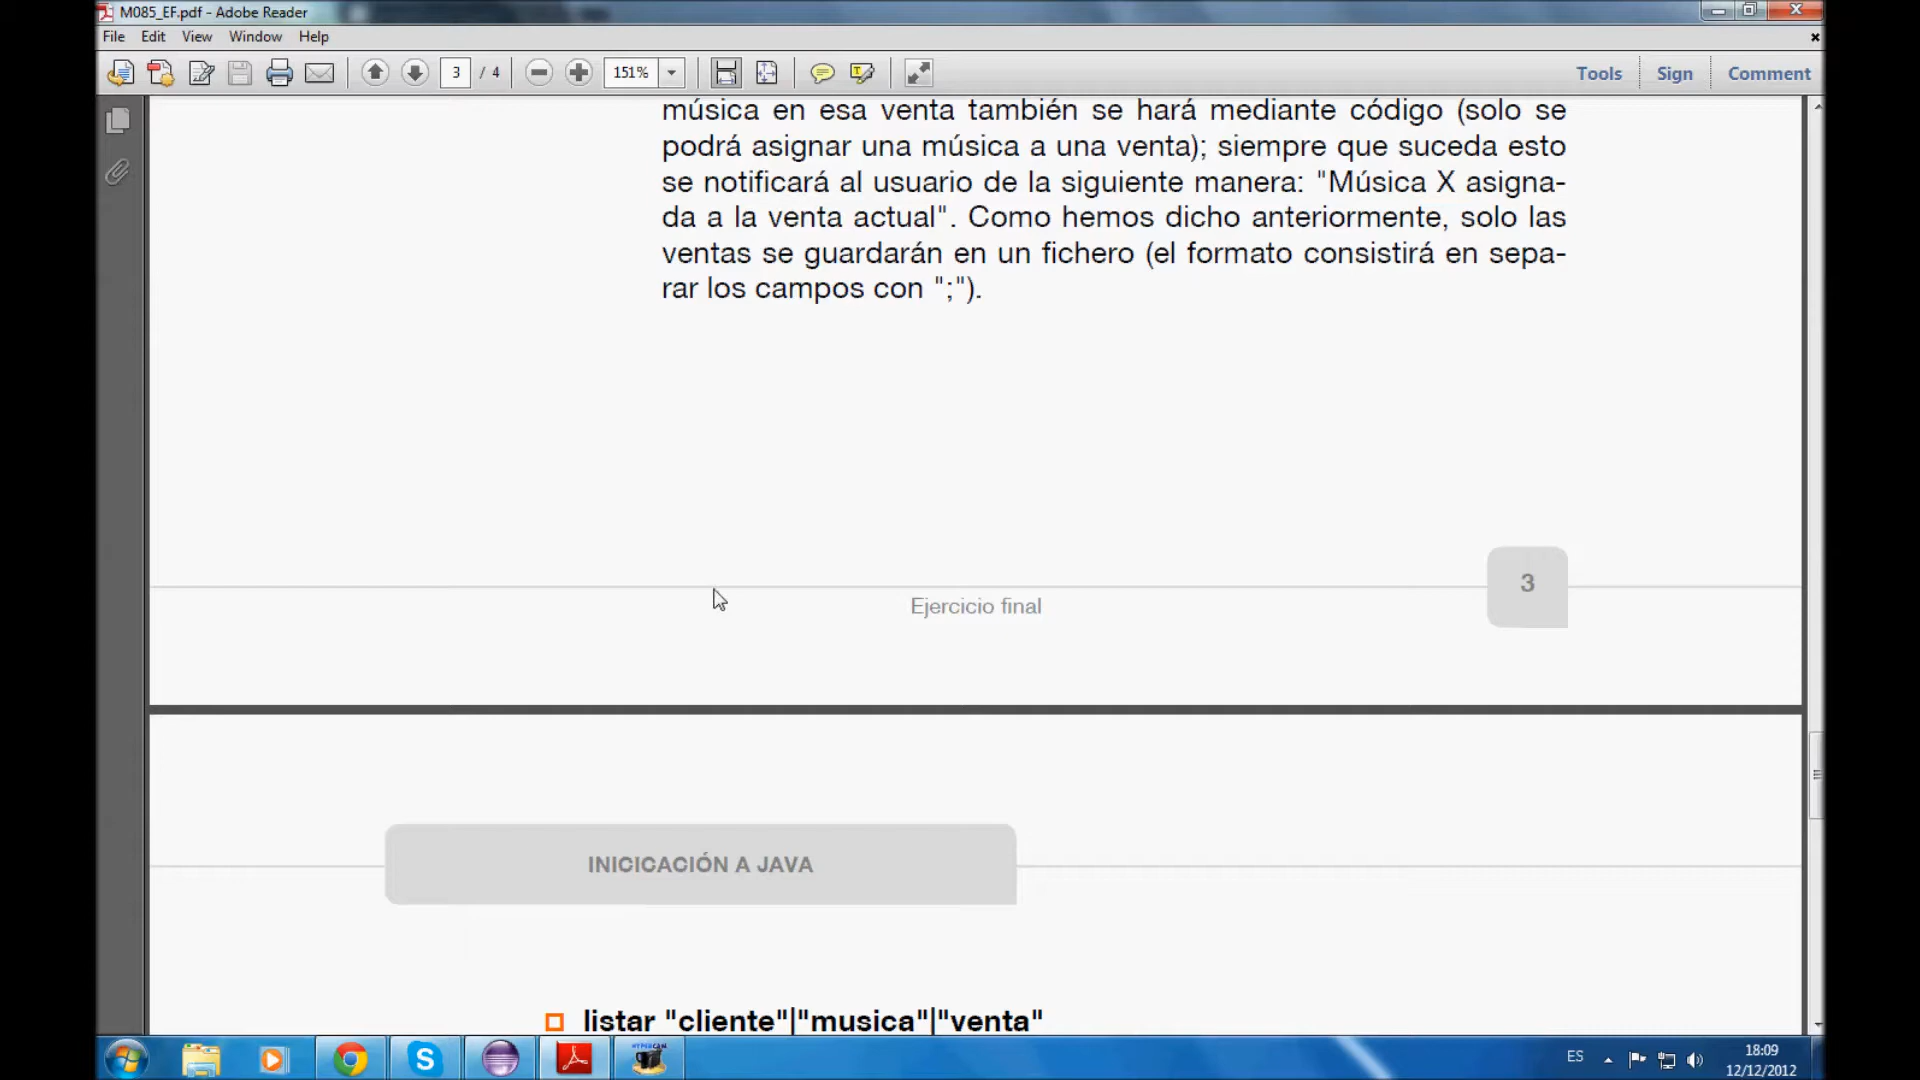 M085_EF.pdf - Adobe Reader
File Edit View Window Help
3 / 4 151% Tools Sign Comment
música en esa venta también se hará mediante código (solo se
podrá asignar una música a una venta); siempre que suceda esto
se notificará al usuario de la siguiente manera: "Música X asigna-
da a la venta actual". Como hemos dicho anteriormente, solo las
ventas se guardarán en un fichero (el formato consistirá en sepa-
rar los campos con ";").
3
Ejercicio final
INICICACIÓN A JAVA
listar "cliente"|"musica"|"venta"
HYPERCAM
ES
18:09
12/12/2012